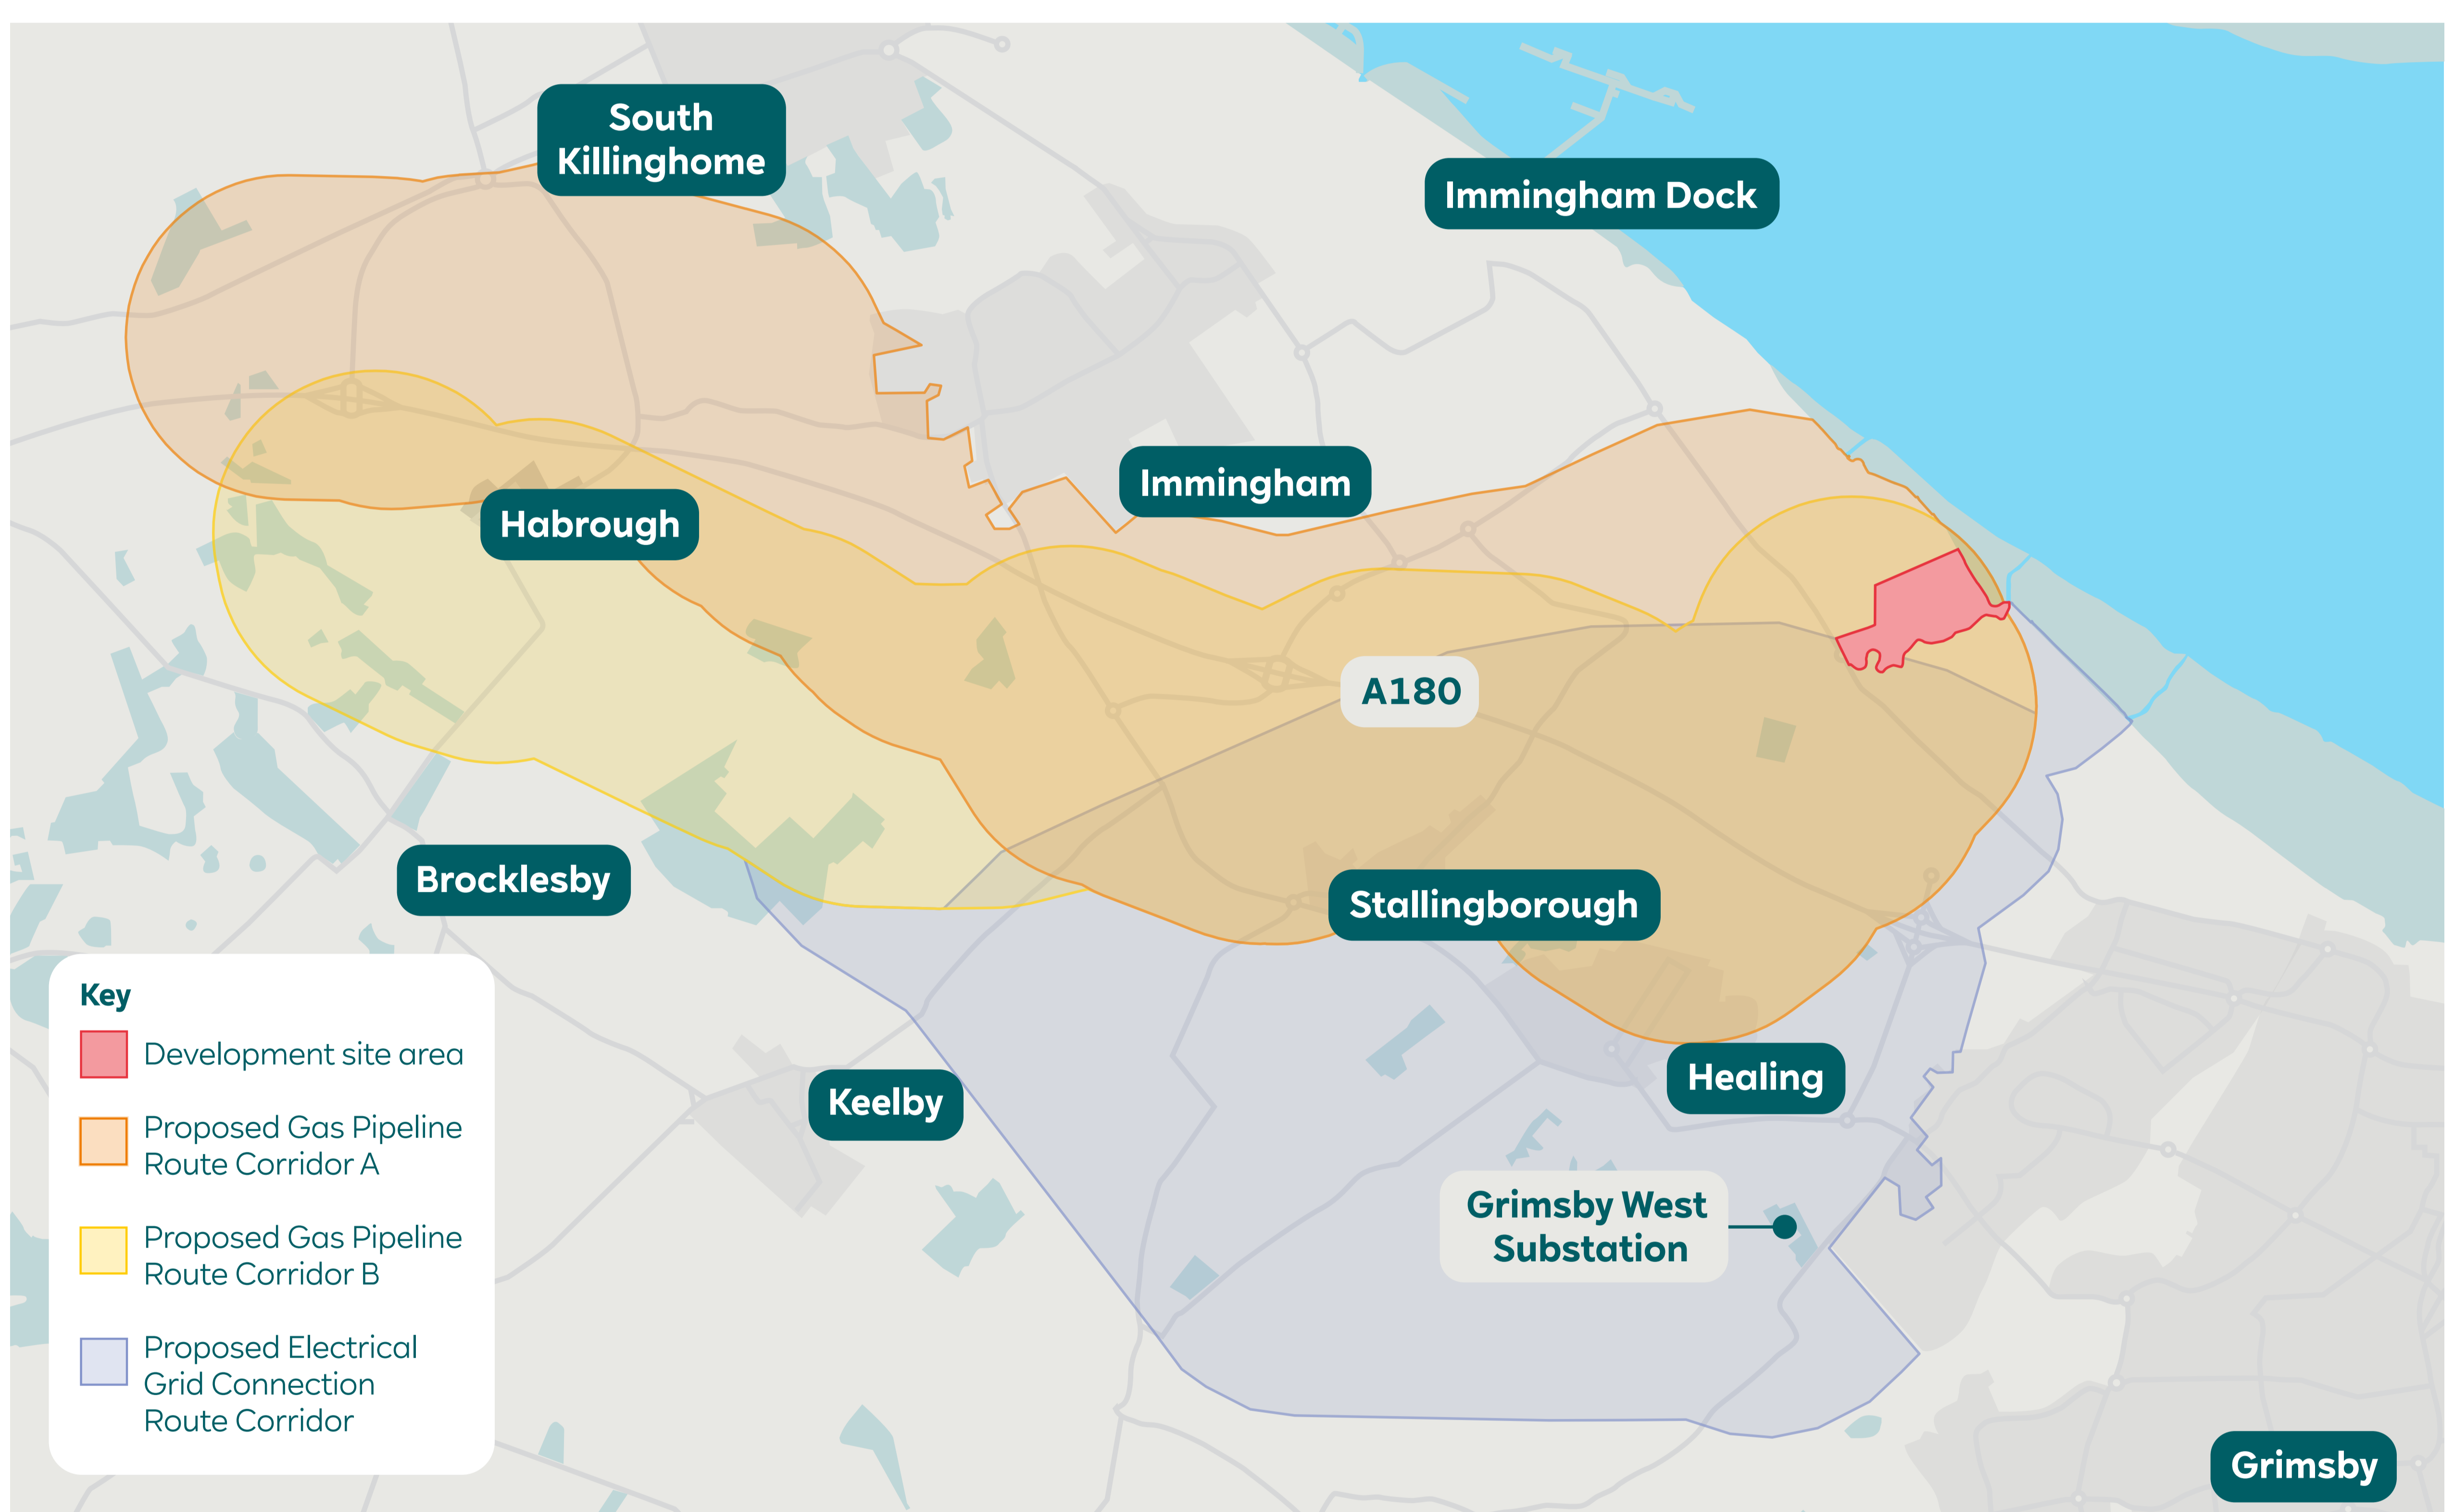 South
Killinghome
Immingham Dock
Immingham
Habrough
A180
Brocklesby
Stallingborough
Keelby
Healing
Grimsby West
Substation
Grimsby
Key
Development site area
Proposed Gas Pipeline
Route Corridor A
Proposed Gas Pipeline
Route Corridor B
Proposed Electrical
Grid Connection
Route Corridor